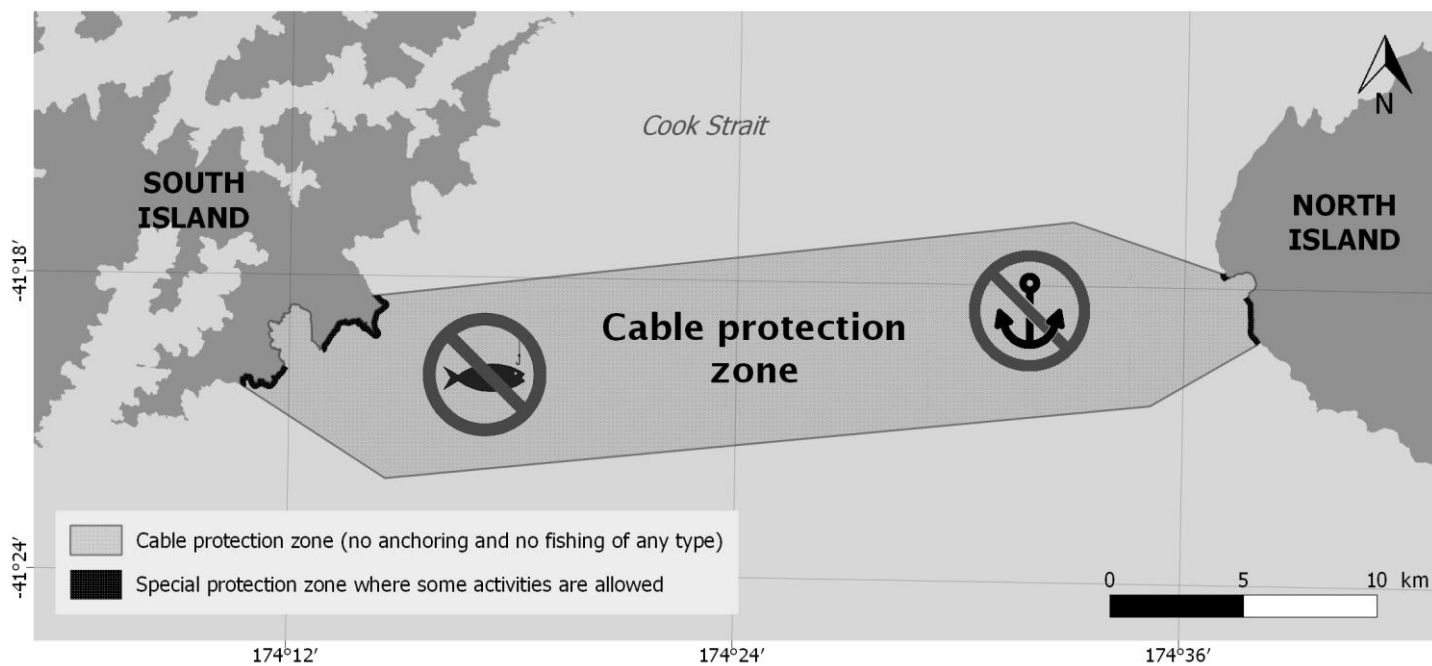 Cook Strait
N
SOUTH
ISLAND
NORTH
ISLAND
-41°18′
Cable protection
zone
Cable protection zone (no anchoring and no fishing of any type)
Special protection zone where some activities are allowed
-41°24′
0 5 10 km
174°12′ 174°24′ 174°36′